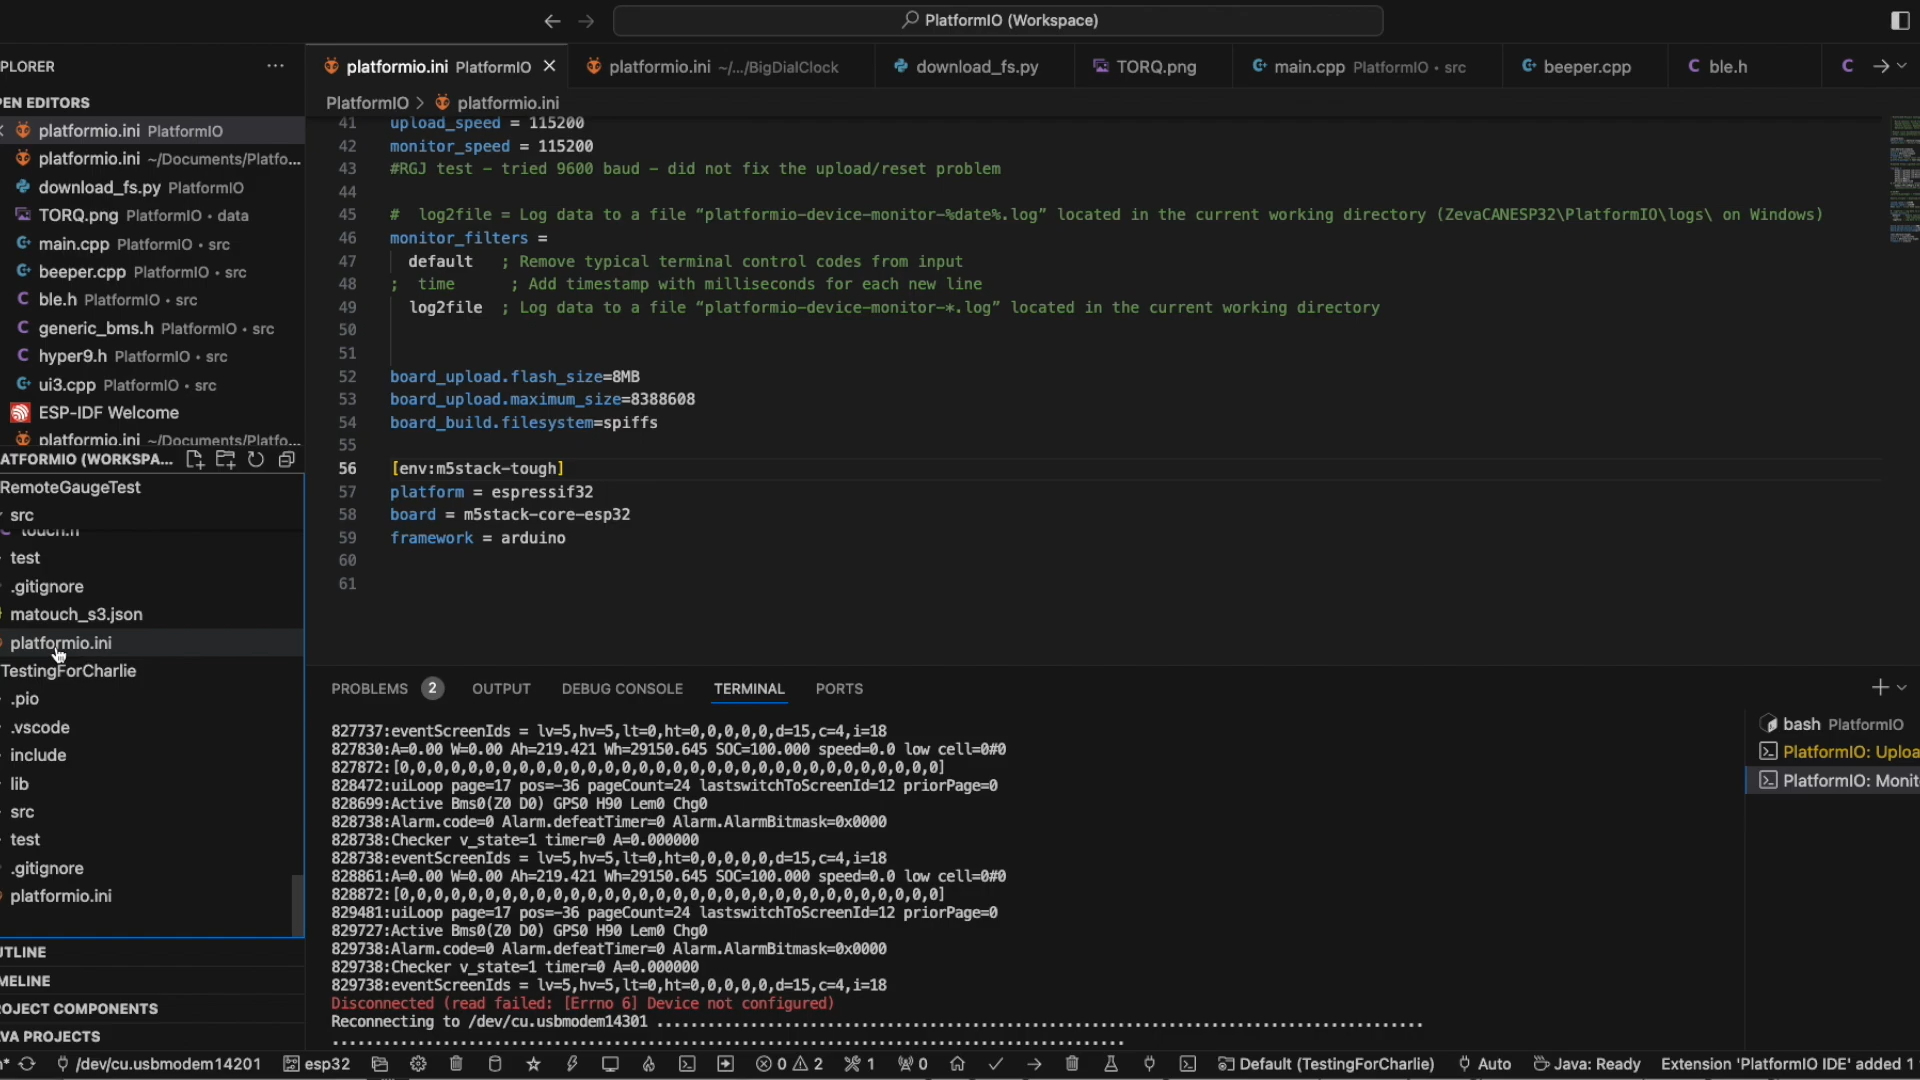 PlatformIO (Workspace)
PLORER
platformio.ini PlatformIO
platformio.ini ~/.../BigDialClock
download_fs.py
TORQ.png
main.cpp PlatformIO • src
beeper.cpp
ble.h
PEN EDITORS
platformio.ini PlatformIO
platformio.ini ~/Documents/Platfo...
download_fs.py PlatformIO
TORQ.png PlatformIO • data
main.cpp PlatformIO • src
beeper.cpp PlatformIO • src
ble.h PlatformIO • src
generic_bms.h PlatformIO • src
hyper9.h PlatformIO • src
ui3.cpp PlatformIO • src
ESP-IDF Welcome
platformio.ini ~/Documents/Platfo...
ATFORMIO (WORKSPA...
RemoteGaugeTest
src
touch.h
test
.gitignore
matouch_s3.json
platformio.ini
TestingForCharlie
.pio
.vscode
include
lib
src
test
.gitignore
platformio.ini
UTLINE
MELINE
ROJECT COMPONENTS
VA PROJECTS
PlatformIO > platformio.ini
41 upload_speed = 115200
42 monitor_speed = 115200
43 #RGJ test – tried 9600 baud – did not fix the upload/reset problem
44
45 # log2file = Log data to a file “platformio-device-monitor-%date%.log” located in the current working directory (ZevaCANESP32\PlatformIO\logs\ on Windows)
46 monitor_filters =
47 default ; Remove typical terminal control codes from input
48 ; time ; Add timestamp with milliseconds for each new line
49 log2file ; Log data to a file “platformio-device-monitor-*.log” located in the current working directory
50
51
52 board_upload.flash_size=8MB
53 board_upload.maximum_size=8388608
54 board_build.filesystem=spiffs
55
56 [env:m5stack-tough]
57 platform = espressif32
58 board = m5stack-core-esp32
59 framework = arduino
60
61
PROBLEMS 2 OUTPUT DEBUG CONSOLE TERMINAL PORTS
827737:eventScreenIds = lv=5,hv=5,lt=0,ht=0,0,0,0,0,d=15,c=4,i=18
827830:A=0.00 W=0.00 Ah=219.421 Wh=29150.645 SOC=100.000 speed=0.0 low cell=0#0
827872:[0,0,0,0,0,0,0,0,0,0,0,0,0,0,0,0,0,0,0,0,0,0,0,0,0,0,0,0,0,0]
828472:uiLoop page=17 pos=-36 pageCount=24 lastswitchToScreenId=12 priorPage=0
828699:Active Bms0(Z0 D0) GPS0 H90 Lem0 Chg0
828738:Alarm.code=0 Alarm.defeatTimer=0 Alarm.AlarmBitmask=0x0000
828738:Checker v_state=1 timer=0 A=0.000000
828738:eventScreenIds = lv=5,hv=5,lt=0,ht=0,0,0,0,0,d=15,c=4,i=18
828861:A=0.00 W=0.00 Ah=219.421 Wh=29150.645 SOC=100.000 speed=0.0 low cell=0#0
828872:[0,0,0,0,0,0,0,0,0,0,0,0,0,0,0,0,0,0,0,0,0,0,0,0,0,0,0,0,0,0]
829481:uiLoop page=17 pos=-36 pageCount=24 lastswitchToScreenId=12 priorPage=0
829727:Active Bms0(Z0 D0) GPS0 H90 Lem0 Chg0
829738:Alarm.code=0 Alarm.defeatTimer=0 Alarm.AlarmBitmask=0x0000
829738:Checker v_state=1 timer=0 A=0.000000
829738:eventScreenIds = lv=5,hv=5,lt=0,ht=0,0,0,0,0,d=15,c=4,i=18
Disconnected (read failed: [Errno 6] Device not configured)
Reconnecting to /dev/cu.usbmodem14301 ....................................................................................
bash PlatformIO
PlatformIO: Uploa
PlatformIO: Monit
/dev/cu.usbmodem14201 esp32 0 2 1 0 Default (TestingForCharlie) Auto Java: Ready Extension 'PlatformIO IDE' added 1